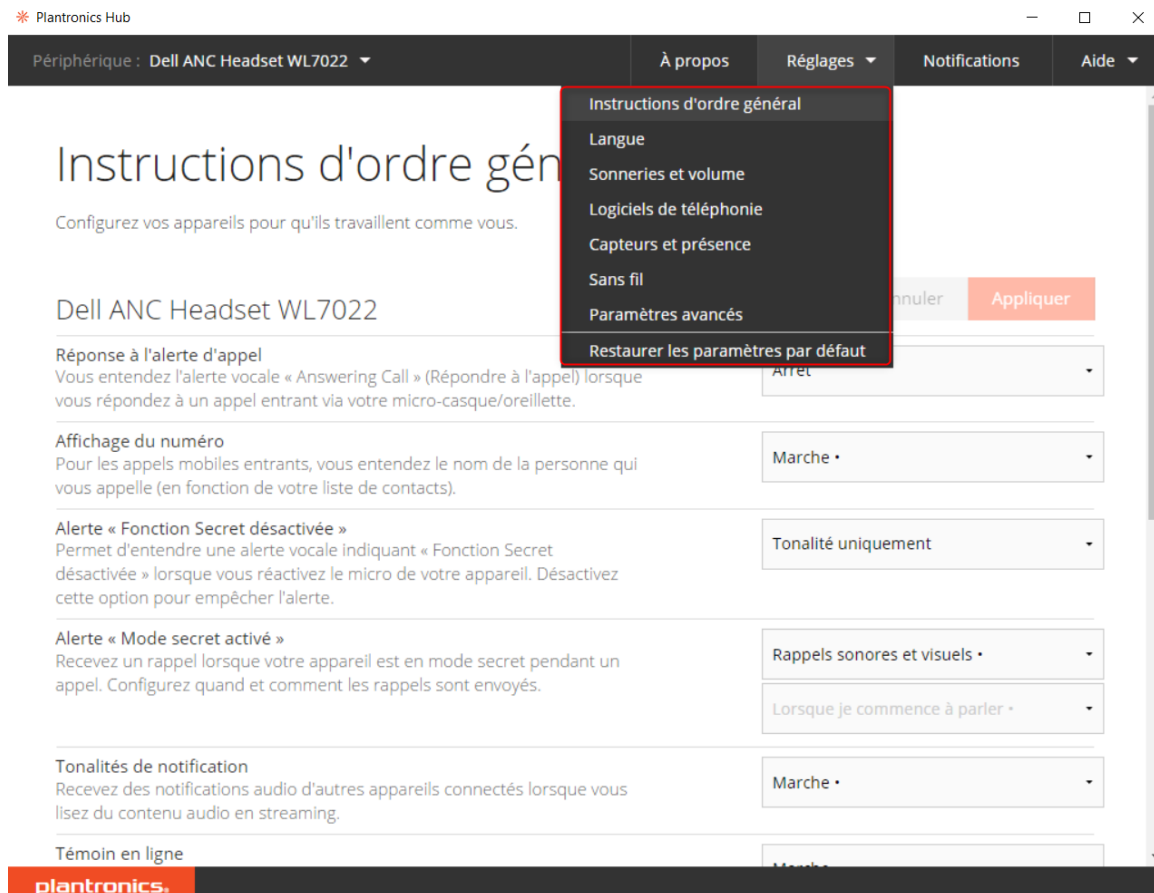 Plantronics Hub
Périphérique : Dell ANC Headset WL7022
À propos
Réglages
Notifications
Aide
Instructions d'ordre général
Langue
Sonneries et volume
Logiciels de téléphonie
Capteurs et présence
Sans fil
Paramètres avancés
Restaurer les paramètres par défaut
Instructions d'ordre gén
Configurez vos appareils pour qu'ils travaillent comme vous.
Dell ANC Headset WL7022
nnuler
Appliquer
Réponse à l'alerte d'appel
Vous entendez l'alerte vocale « Answering Call » (Répondre à l'appel) lorsque
vous répondez à un appel entrant via votre micro-casque/oreillette.
Arrêt
Affichage du numéro
Pour les appels mobiles entrants, vous entendez le nom de la personne qui
vous appelle (en fonction de votre liste de contacts).
Marche •
Alerte « Fonction Secret désactivée »
Permet d'entendre une alerte vocale indiquant « Fonction Secret
désactivée » lorsque vous réactivez le micro de votre appareil. Désactivez
cette option pour empêcher l'alerte.
Tonalité uniquement
Alerte « Mode secret activé »
Recevez un rappel lorsque votre appareil est en mode secret pendant un
appel. Configurez quand et comment les rappels sont envoyés.
Rappels sonores et visuels •
Lorsque je commence à parler •
Tonalités de notification
Recevez des notifications audio d'autres appareils connectés lorsque vous
lisez du contenu audio en streaming.
Marche •
Témoin en ligne
plantronics.